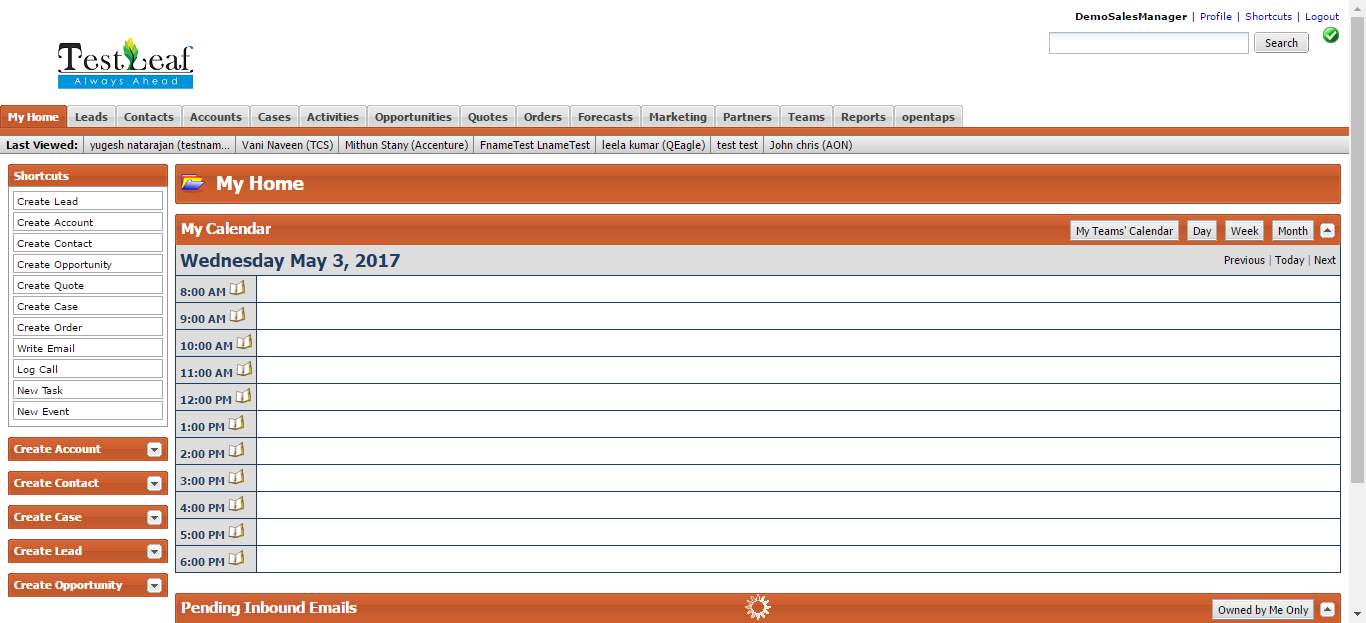 DemoSalesManager | Profile | Shortcuts | Logout
Search
TestLeaf
Always Ahead
My Home Leads Contacts Accounts Cases Activities Opportunities Quotes Orders Forecasts Marketing Partners Teams Reports opentaps
Last Viewed: yugesh natarajan (testnam... Vani Naveen (TCS) Mithun Stany (Accenture) FnameTest LnameTest leela kumar (QEagle) test test John chris (AON)
Shortcuts
Create Lead
Create Account
Create Contact
Create Opportunity
Create Quote
Create Case
Create Order
Write Email
Log Call
New Task
New Event
Create Account
Create Contact
Create Case
Create Lead
Create Opportunity
My Home
My Calendar My Teams' Calendar Day Week Month
Wednesday May 3, 2017 Previous | Today | Next
8:00 AM
9:00 AM
10:00 AM
11:00 AM
12:00 PM
1:00 PM
2:00 PM
3:00 PM
4:00 PM
5:00 PM
6:00 PM
Pending Inbound Emails Owned by Me Only